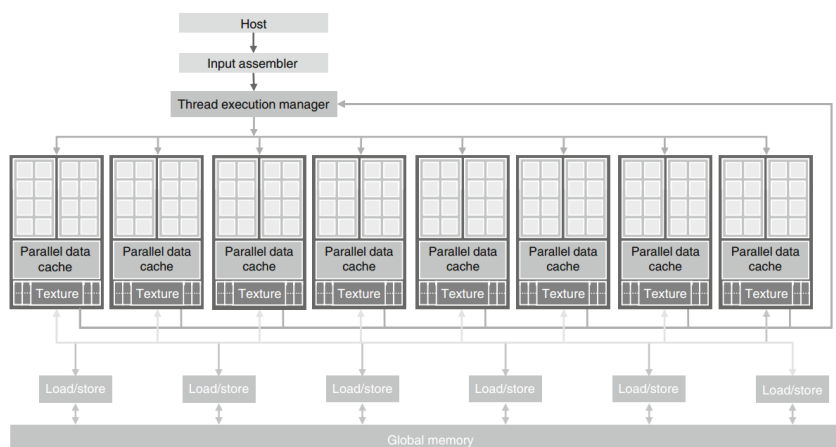 Host
Input assembler
Thread execution manager
Parallel data
cache
Parallel data
cache
Parallel data
cache
Parallel data
cache
Parallel data
cache
Parallel data
cache
Parallel data
cache
Parallel data
cache
Texture
Texture
Texture
Texture
Texture
Texture
Texture
Texture
Load/store
Load/store
Load/store
Load/store
Load/store
Load/store
Global memory